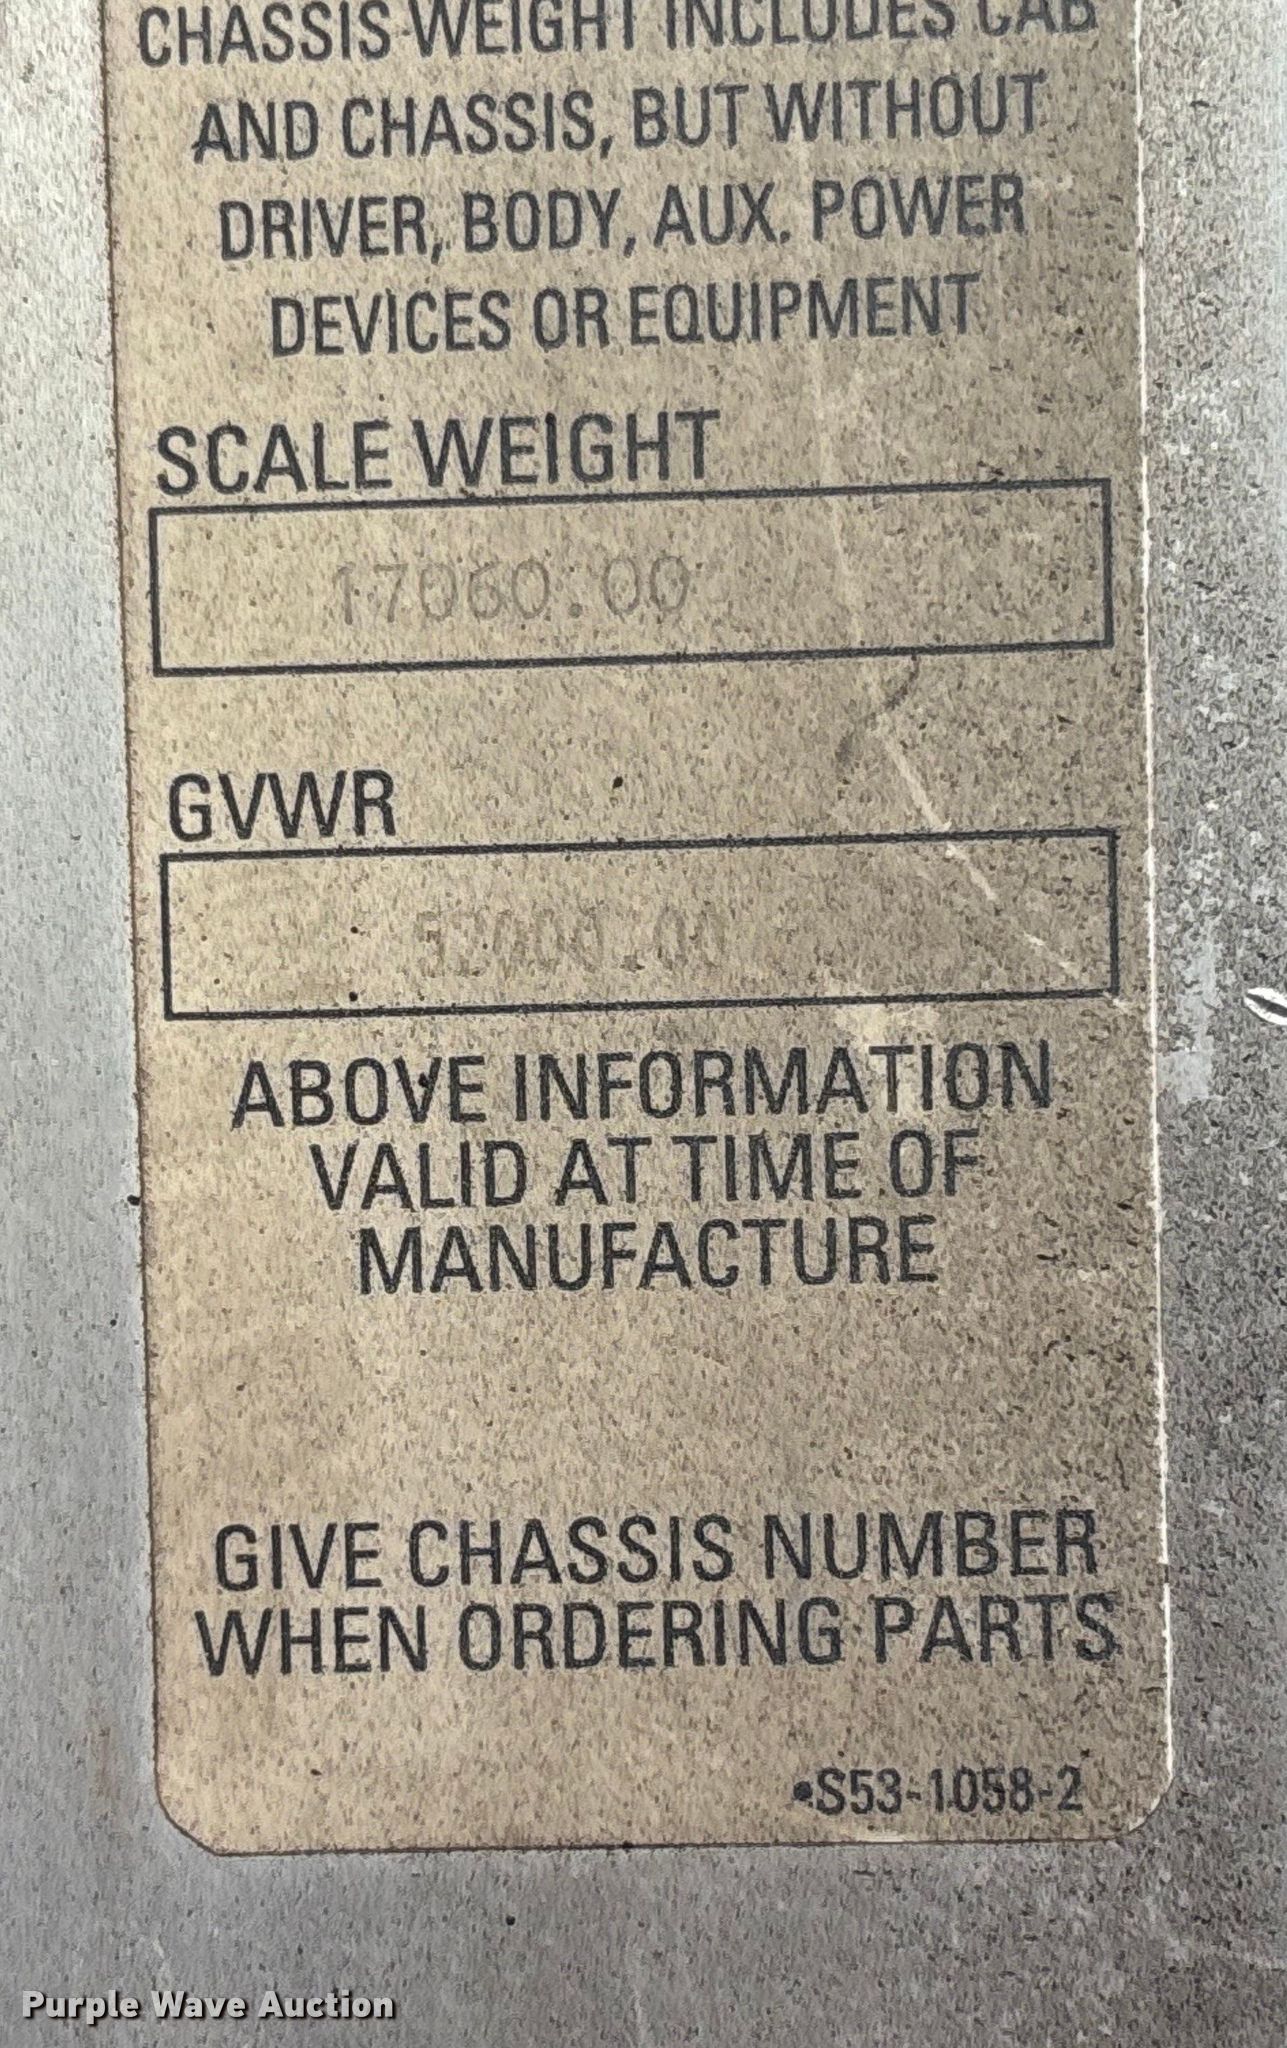 CHASSIS WEIGHT INCLUDES CAB
AND CHASSIS, BUT WITHOUT
DRIVER, BODY, AUX. POWER
DEVICES OR EQUIPMENT
SCALE WEIGHT
17060.00
GVWR
ABOVE INFORMATION
VALID AT TIME OF
MANUFACTURE
GIVE CHASSIS NUMBER
WHEN ORDERING PARTS
•S53-1058-2
Purple Wave Auction